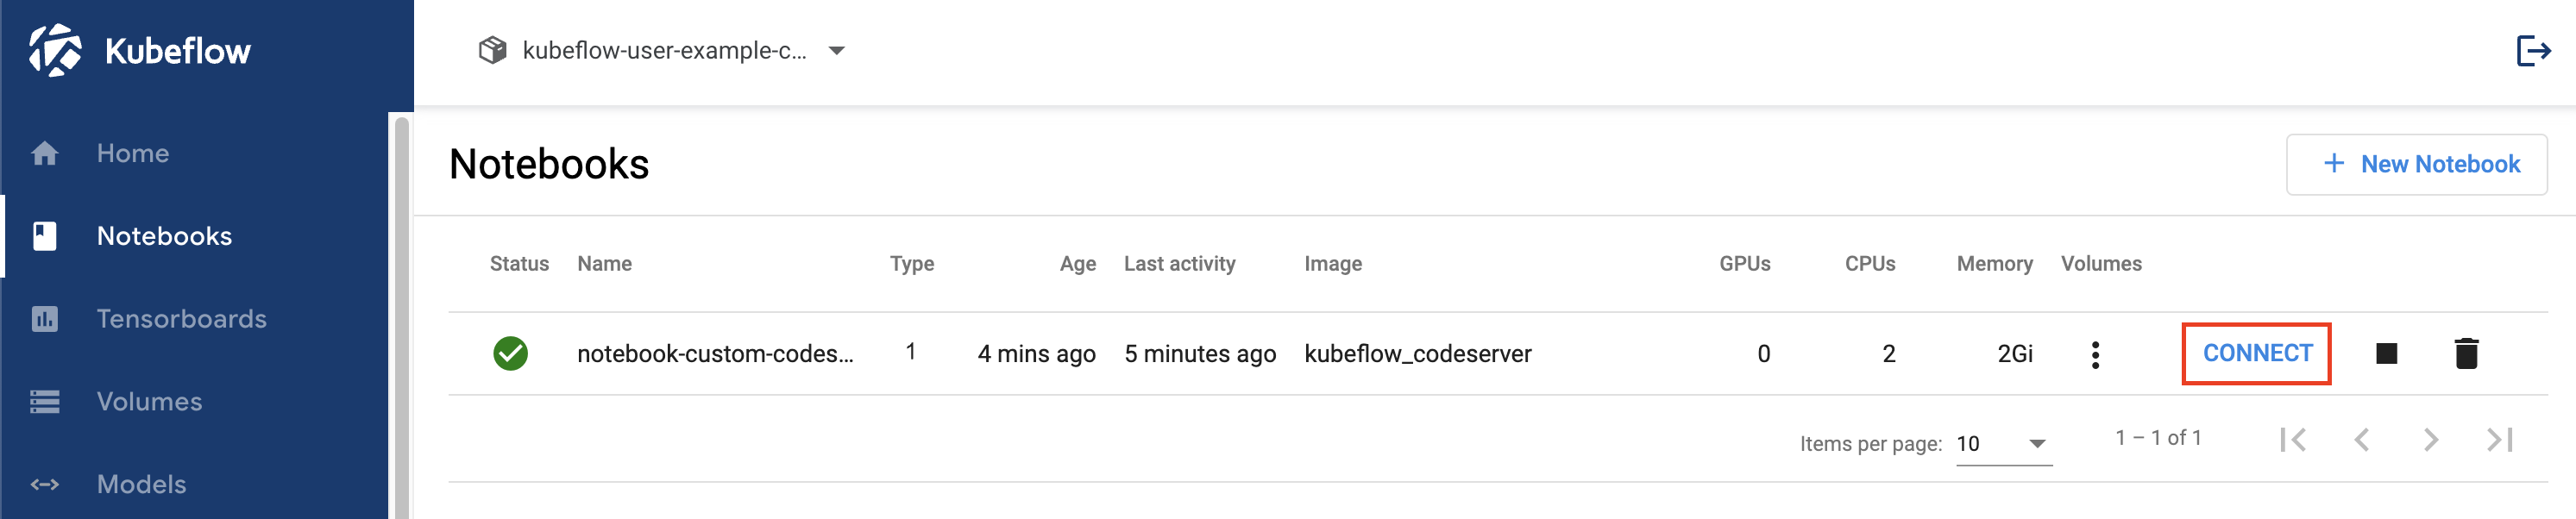 Kubeflow
kubeflow-user-example-c...
Home
Notebooks
Tensorboards
Volumes
Models
Notebooks
New Notebook
Status Name Type Age Last activity Image GPUs CPUs Memory Volumes
notebook-custom-codes... 1 4 mins ago 5 minutes ago kubeflow_codeserver 0 2 2Gi CONNECT
Items per page: 10 1 – 1 of 1